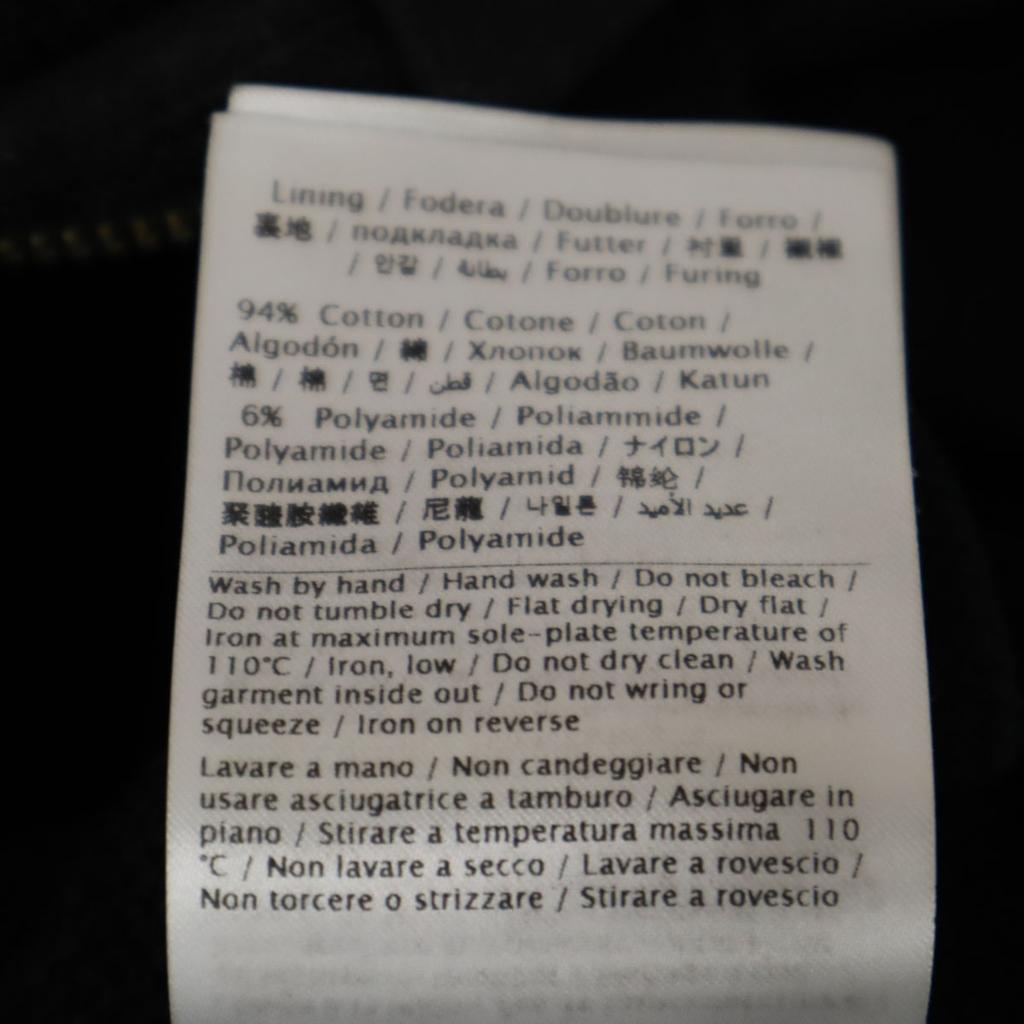 Lining / Fodera / Doublure / Forro /
裏地 / подкладка / Futter / 衬里 /
/ 안감 / بطانة / Forro / Furing
94% Cotton / Cotone / Coton /
Algodón / 綿 / Хлопок / Baumwolle /
棉 / 棉 / 면 / قطن / Algodão / Katun
6% Polyamide / Poliammide /
Polyamide / Poliamida / ナイロン /
Полиамид / Polyamid / 锦纶 /
聚醯胺纖維 / 尼龍 / 나일론 / عديد الأميد /
Poliamida / Polyamide
Wash by hand / Hand wash / Do not bleach /
Do not tumble dry / Flat drying / Dry flat /
Iron at maximum sole-plate temperature of
110°C / Iron, low / Do not dry clean / Wash
garment inside out / Do not wring or
squeeze / Iron on reverse
Lavare a mano / Non candeggiare / Non
usare asciugatrice a tamburo / Asciugare in
piano / Stirare a temperatura massima 110
°C / Non lavare a secco / Lavare a rovescio /
Non torcere o strizzare / Stirare a rovescio